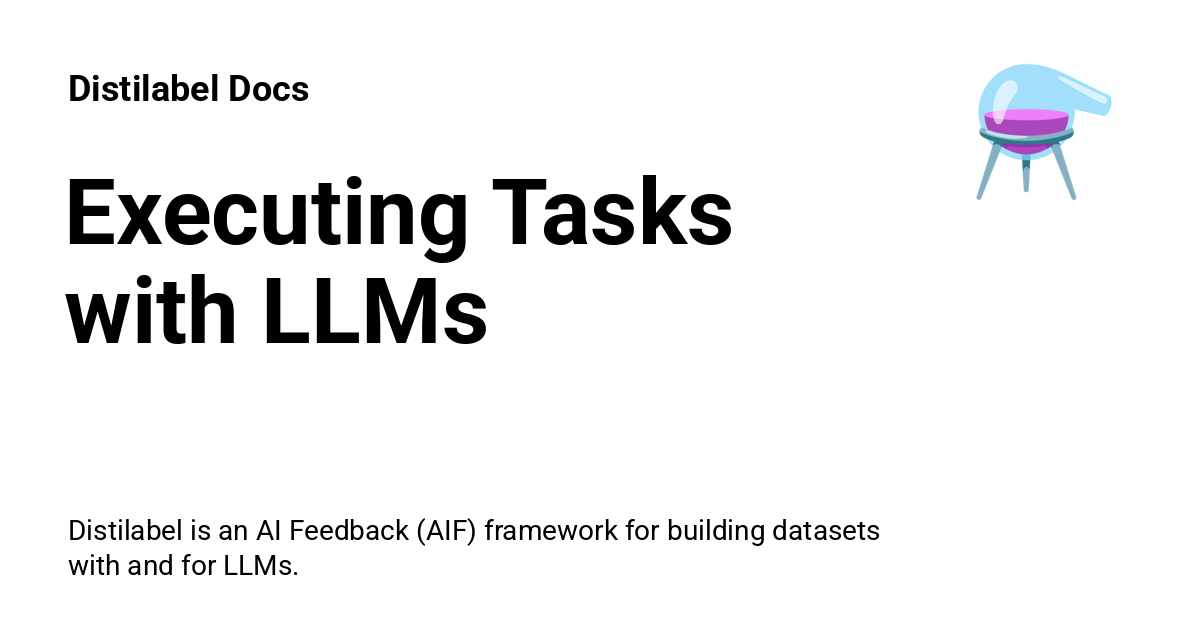 Distilabel Docs
Executing Tasks
with LLMs
Distilabel is an AI Feedback (AIF) framework for building datasets
with and for LLMs.